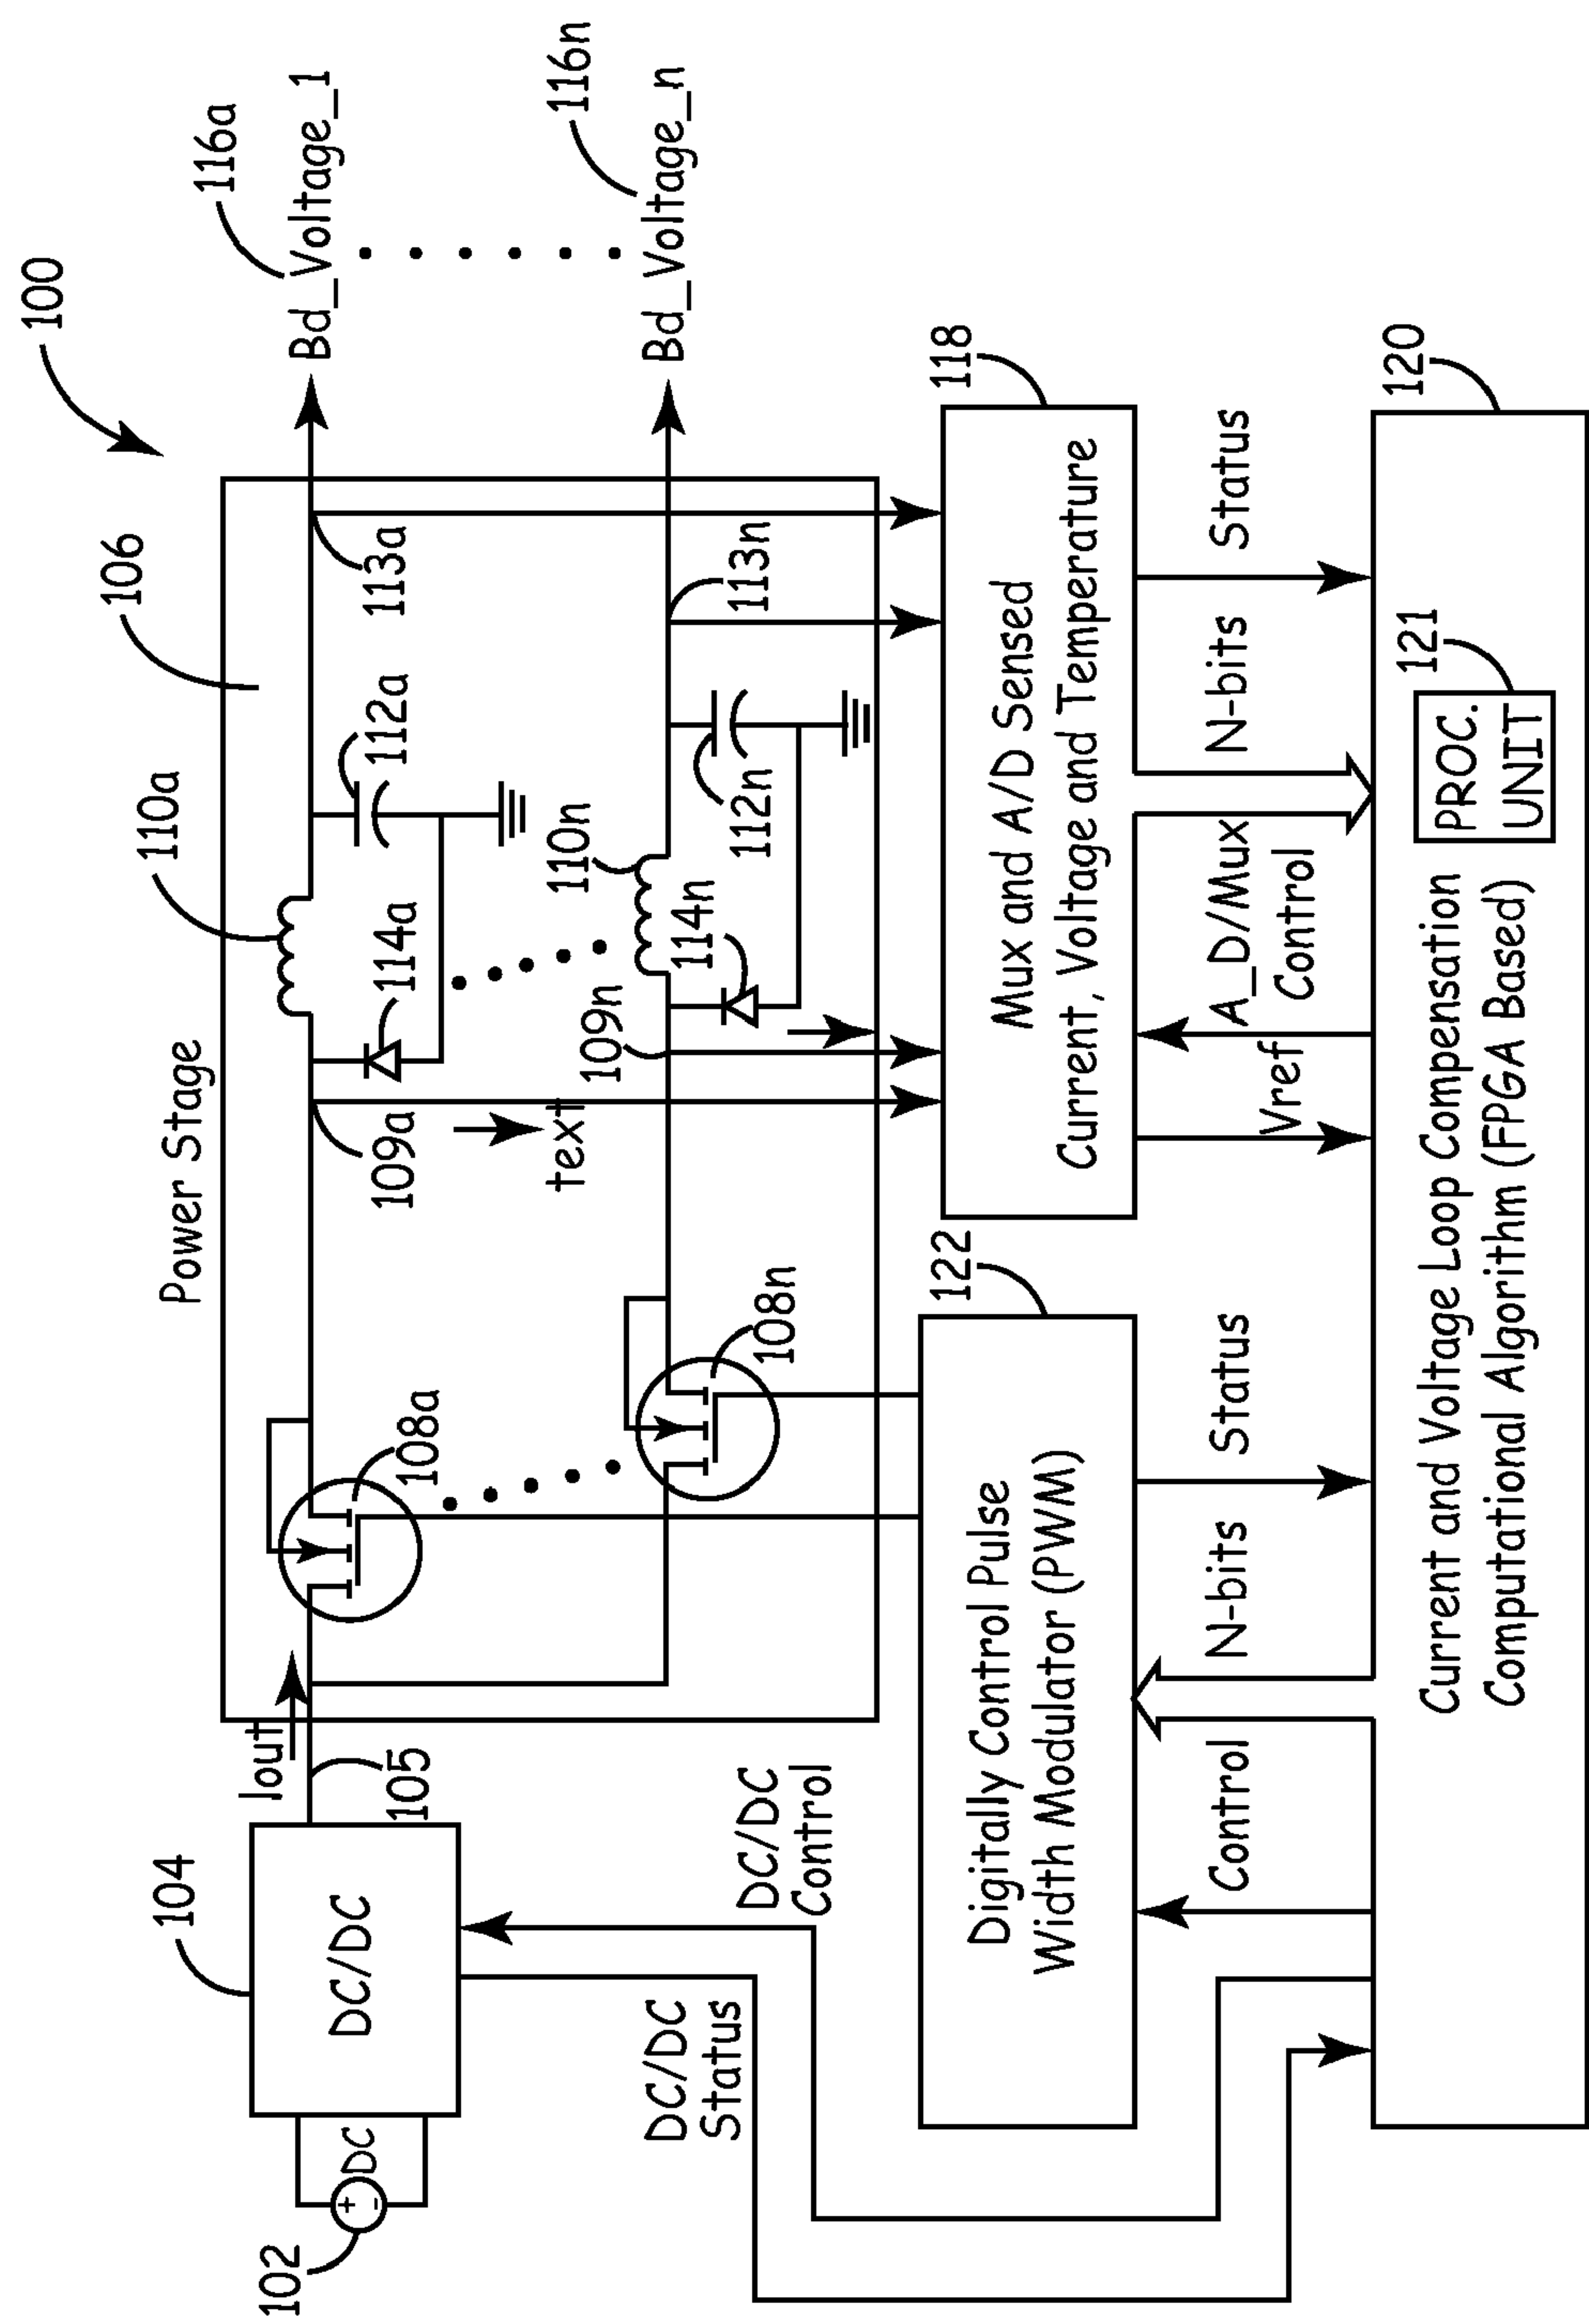 100
102
+
-
DC
104
DC/DC
Iout
105
Power Stage
106
108a
109a
text
110a
114a
112a
113a
116a
Bd_Voltage_1
108n
109n
114n
110n
112n
113n
116n
Bd_Voltage_n
DC/DC
Status
DC/DC
Control
122
Digitally Control Pulse
Width Modulator (PWM)
118
Mux and A/D Sensed
Current, Voltage and Temperature
Control
N-bits
Status
Vref
A_D/Mux
Control
N-bits
Status
120
Current and Voltage Loop Compensation
Computational Algorithm (FPGA Based)
121
PROC.
UNIT